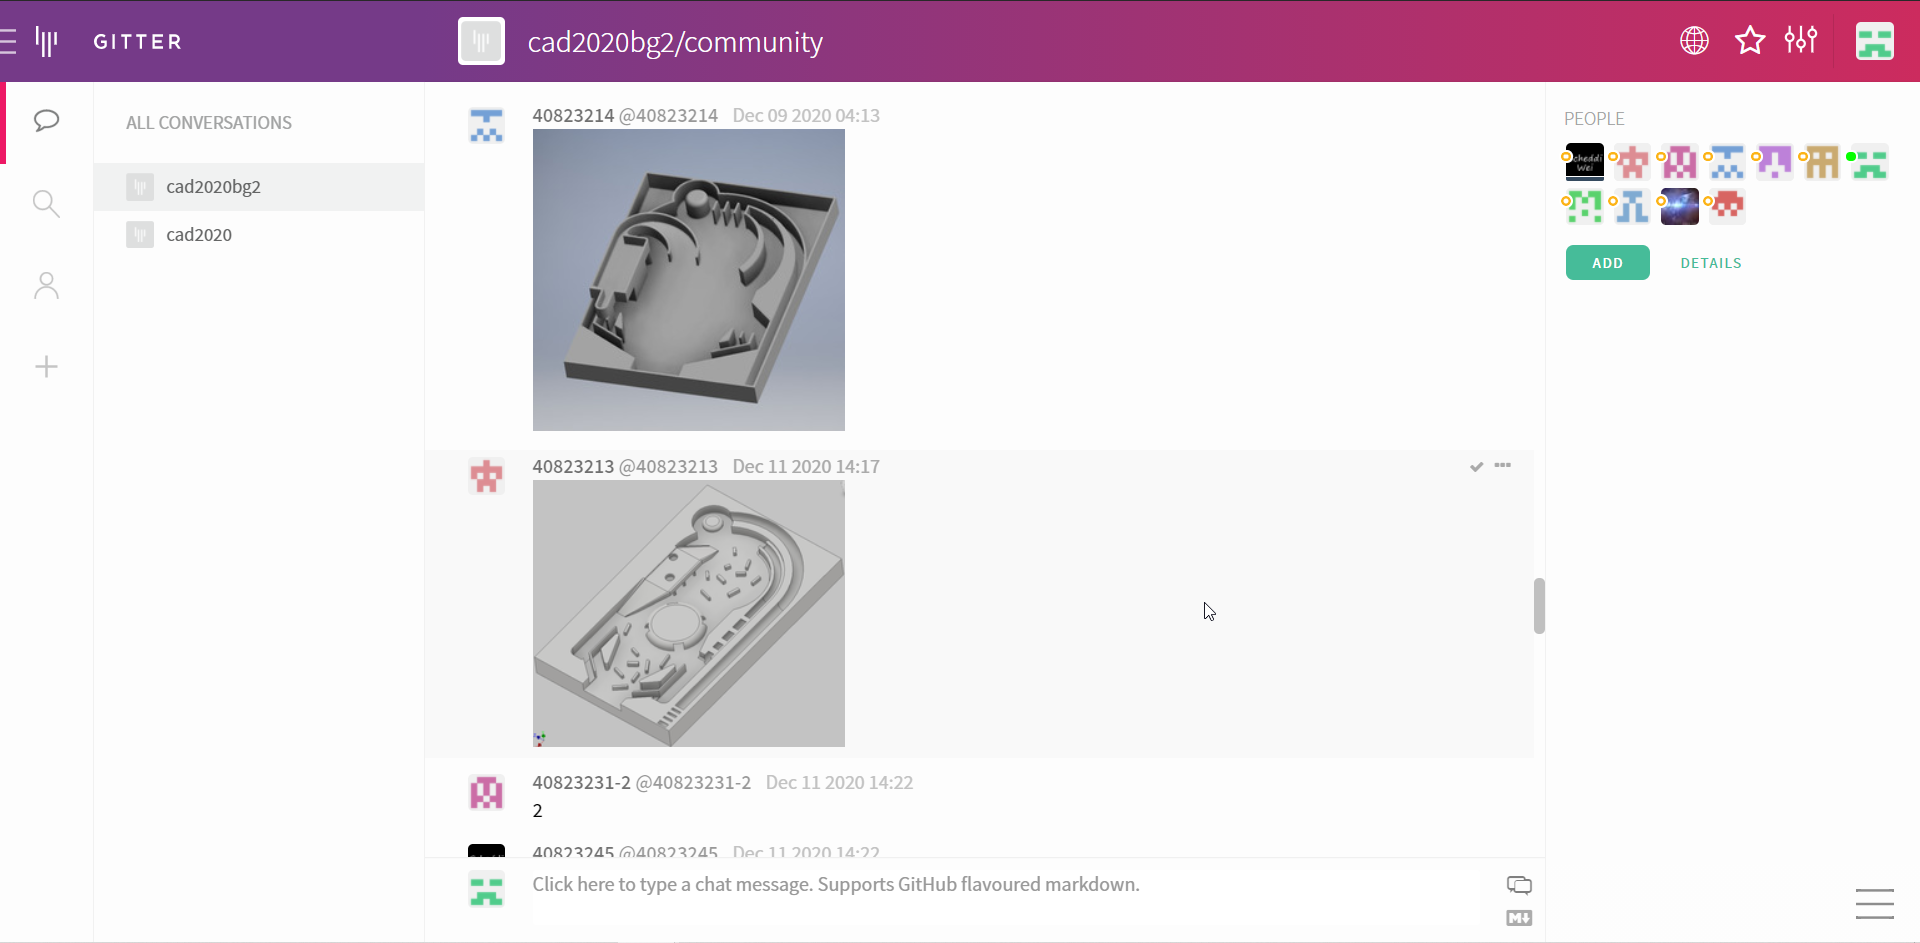 GITTER
cad2020bg2/community
ALL CONVERSATIONS
cad2020bg2
cad2020
40823214 @40823214 Dec 09 2020 04:13
40823213 @40823213 Dec 11 2020 14:17
40823231-2 @40823231-2 Dec 11 2020 14:22
2
40823245 @40823245 Dec 11 2020 14:22
Click here to type a chat message. Supports GitHub flavoured markdown.
M
PEOPLE
cheddi
Wei
ADD
DETAILS